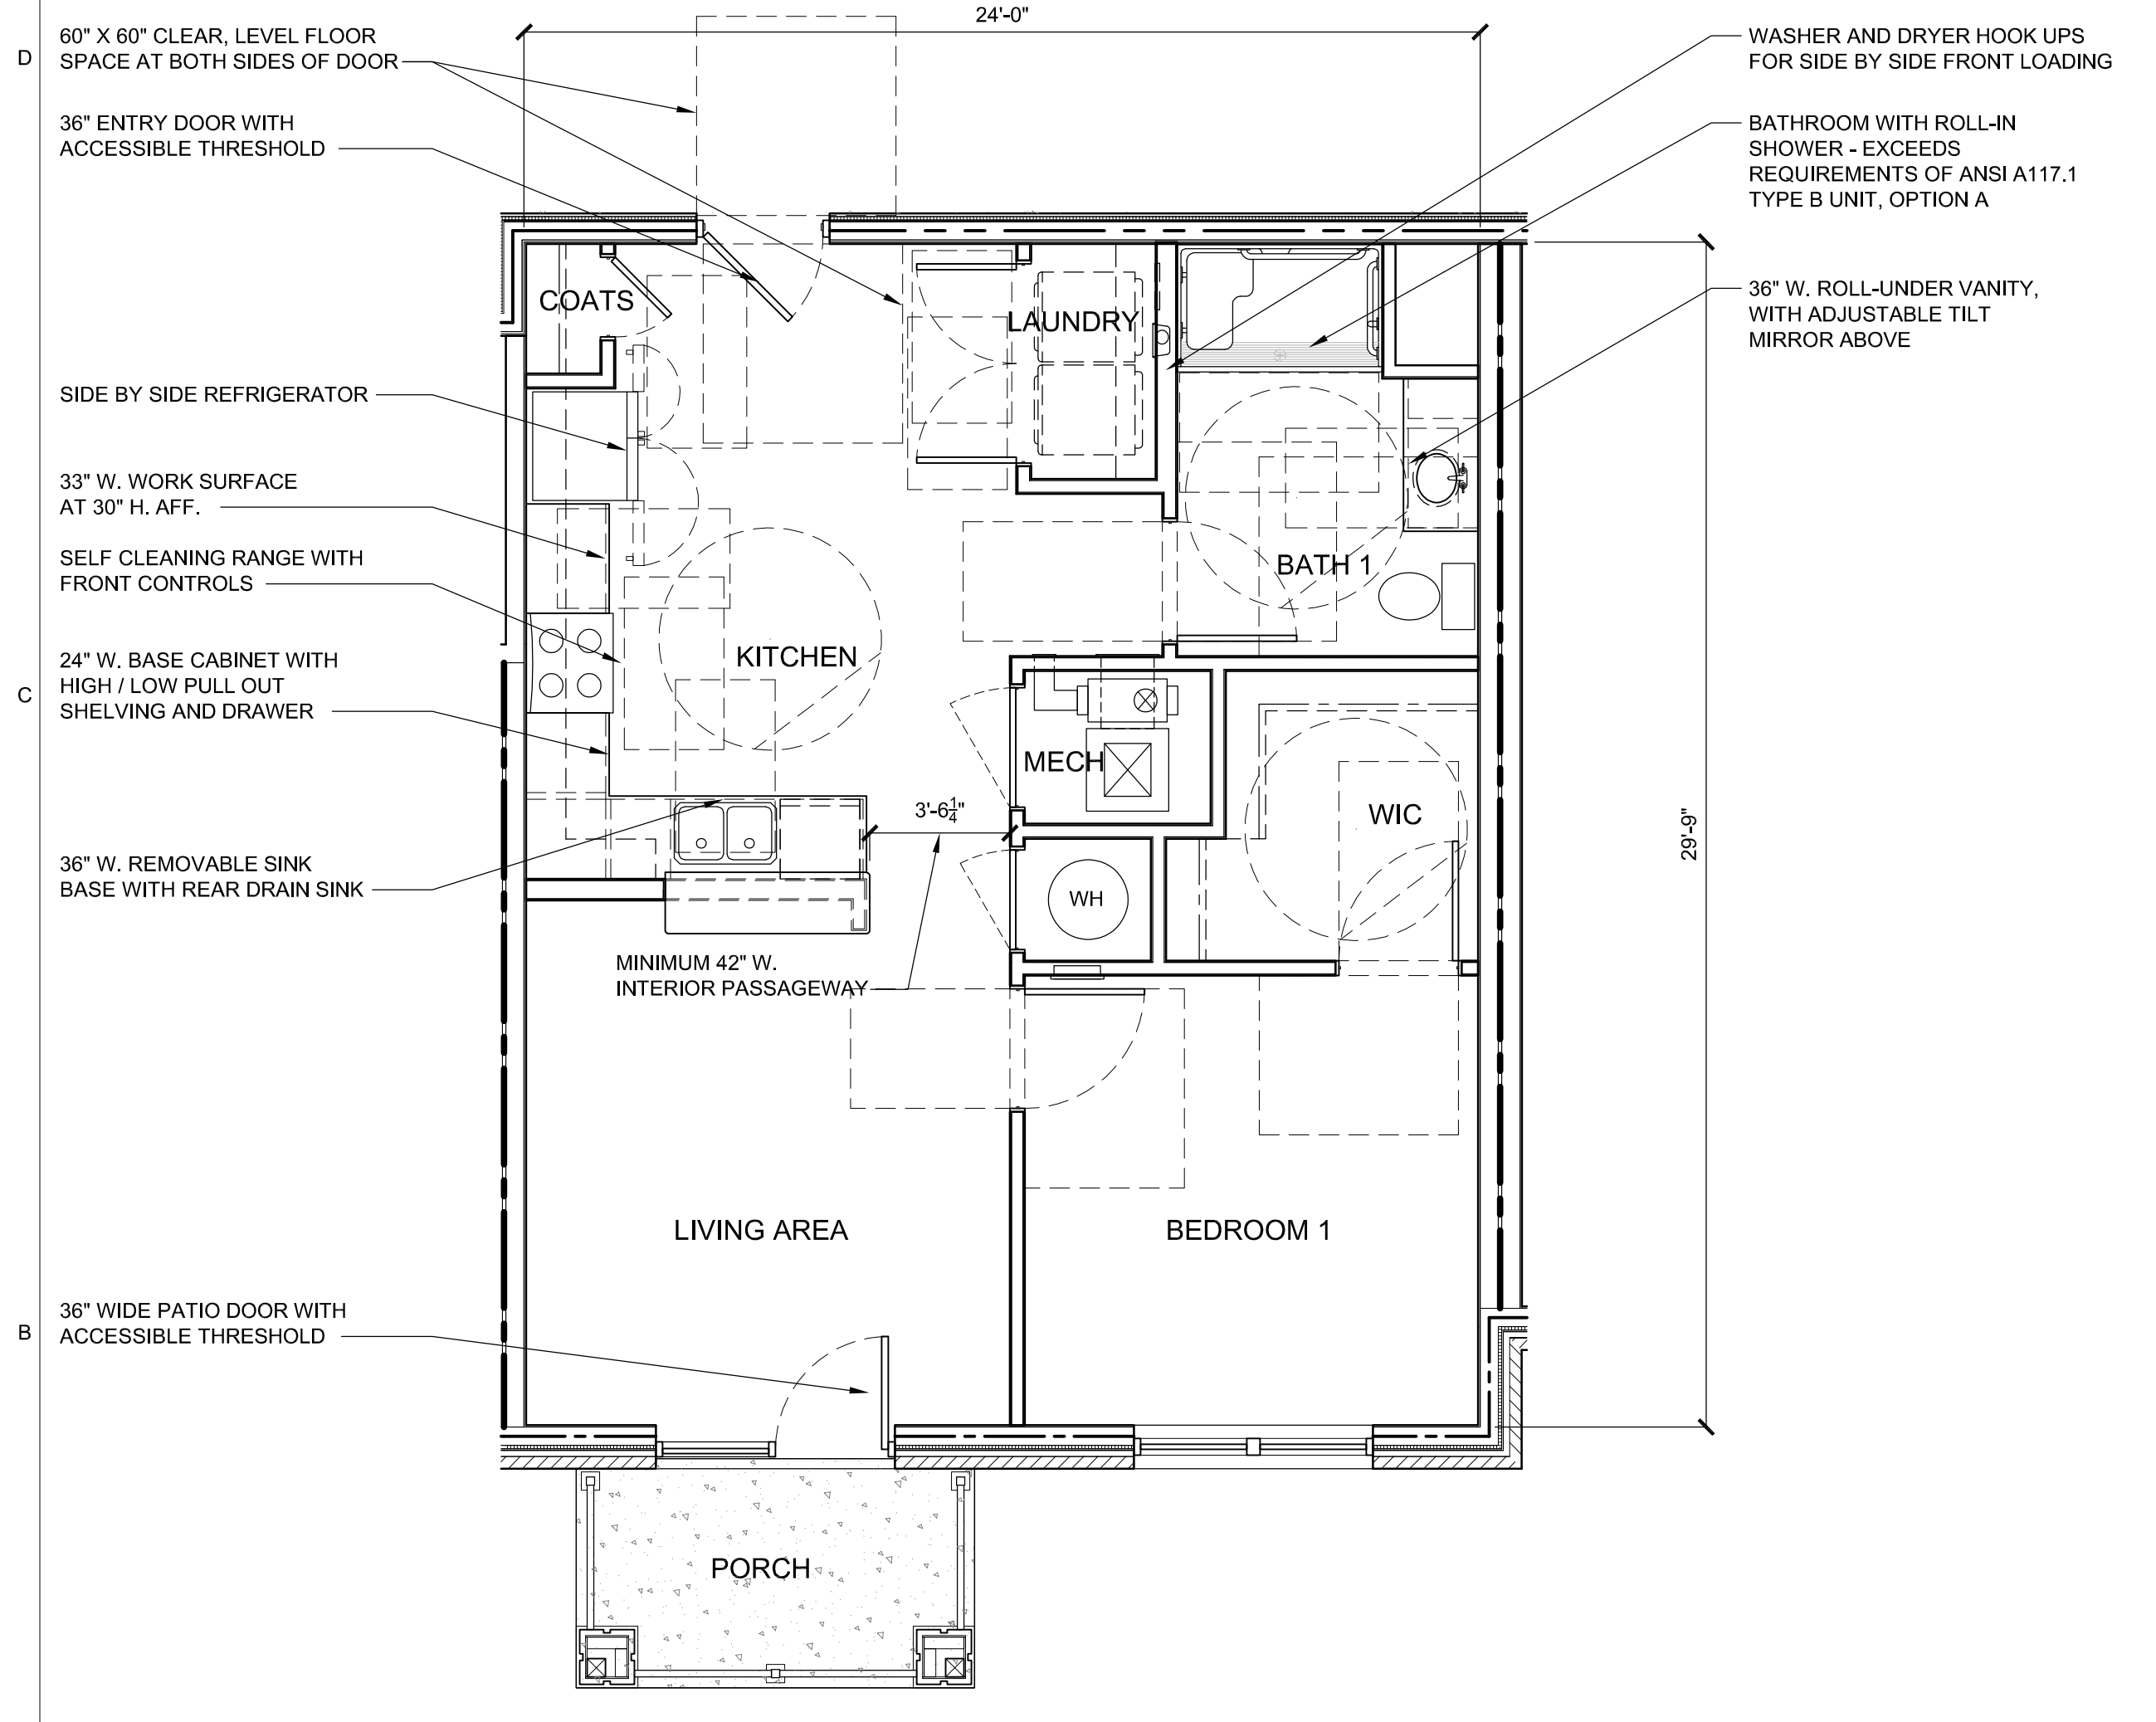 24'-0"
D
60" X 60" CLEAR, LEVEL FLOOR
SPACE AT BOTH SIDES OF DOOR
36" ENTRY DOOR WITH
ACCESSIBLE THRESHOLD
SIDE BY SIDE REFRIGERATOR
33" W. WORK SURFACE
AT 30" H. AFF.
SELF CLEANING RANGE WITH
FRONT CONTROLS
C
24" W. BASE CABINET WITH
HIGH / LOW PULL OUT
SHELVING AND DRAWER
36" W. REMOVABLE SINK
BASE WITH REAR DRAIN SINK
B
36" WIDE PATIO DOOR WITH
ACCESSIBLE THRESHOLD
COATS
LAUNDRY
BATH 1
KITCHEN
MECH
WIC
3'-6 1/4"
WH
MINIMUM 42" W.
INTERIOR PASSAGEWAY
LIVING AREA
BEDROOM 1
PORCH
WASHER AND DRYER HOOK UPS
FOR SIDE BY SIDE FRONT LOADING
BATHROOM WITH ROLL-IN
SHOWER - EXCEEDS
REQUIREMENTS OF ANSI A117.1
TYPE B UNIT, OPTION A
36" W. ROLL-UNDER VANITY,
WITH ADJUSTABLE TILT
MIRROR ABOVE
29'-9"